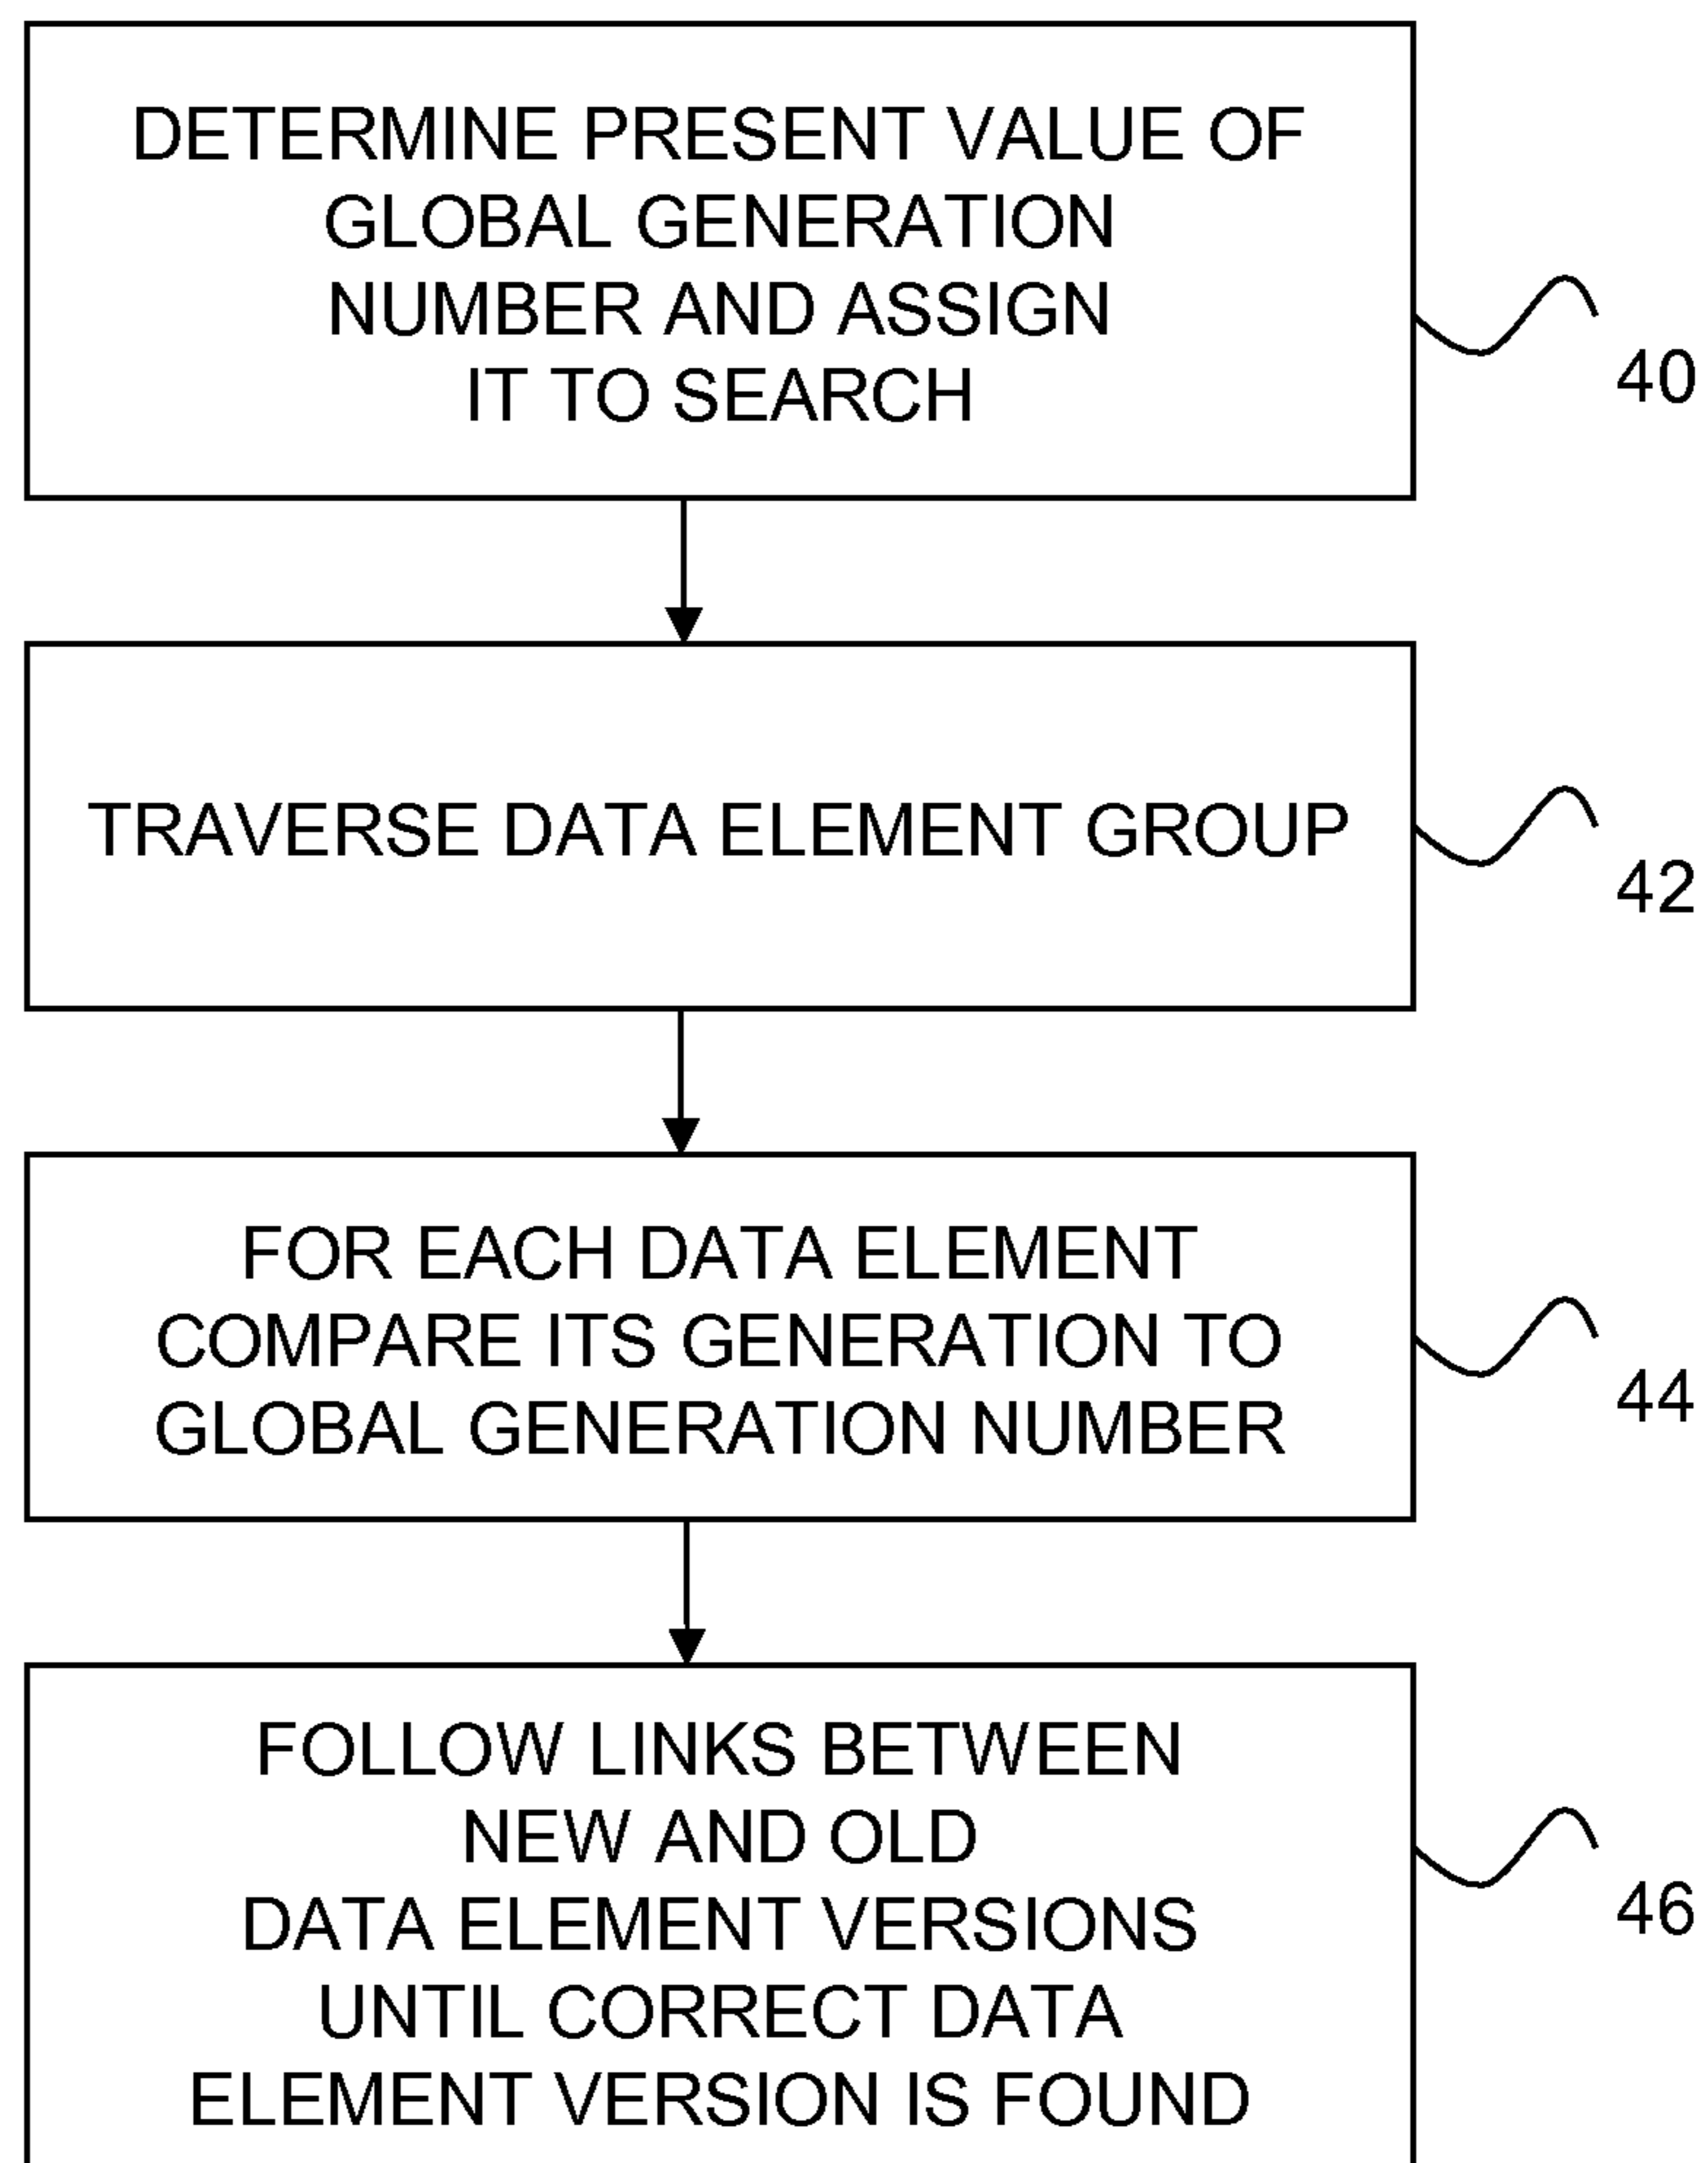 DETERMINE PRESENT VALUE OF
GLOBAL GENERATION
NUMBER AND ASSIGN
IT TO SEARCH
40
TRAVERSE DATA ELEMENT GROUP
42
FOR EACH DATA ELEMENT
COMPARE ITS GENERATION TO
GLOBAL GENERATION NUMBER
44
FOLLOW LINKS BETWEEN
NEW AND OLD
DATA ELEMENT VERSIONS
UNTIL CORRECT DATA
ELEMENT VERSION IS FOUND
46